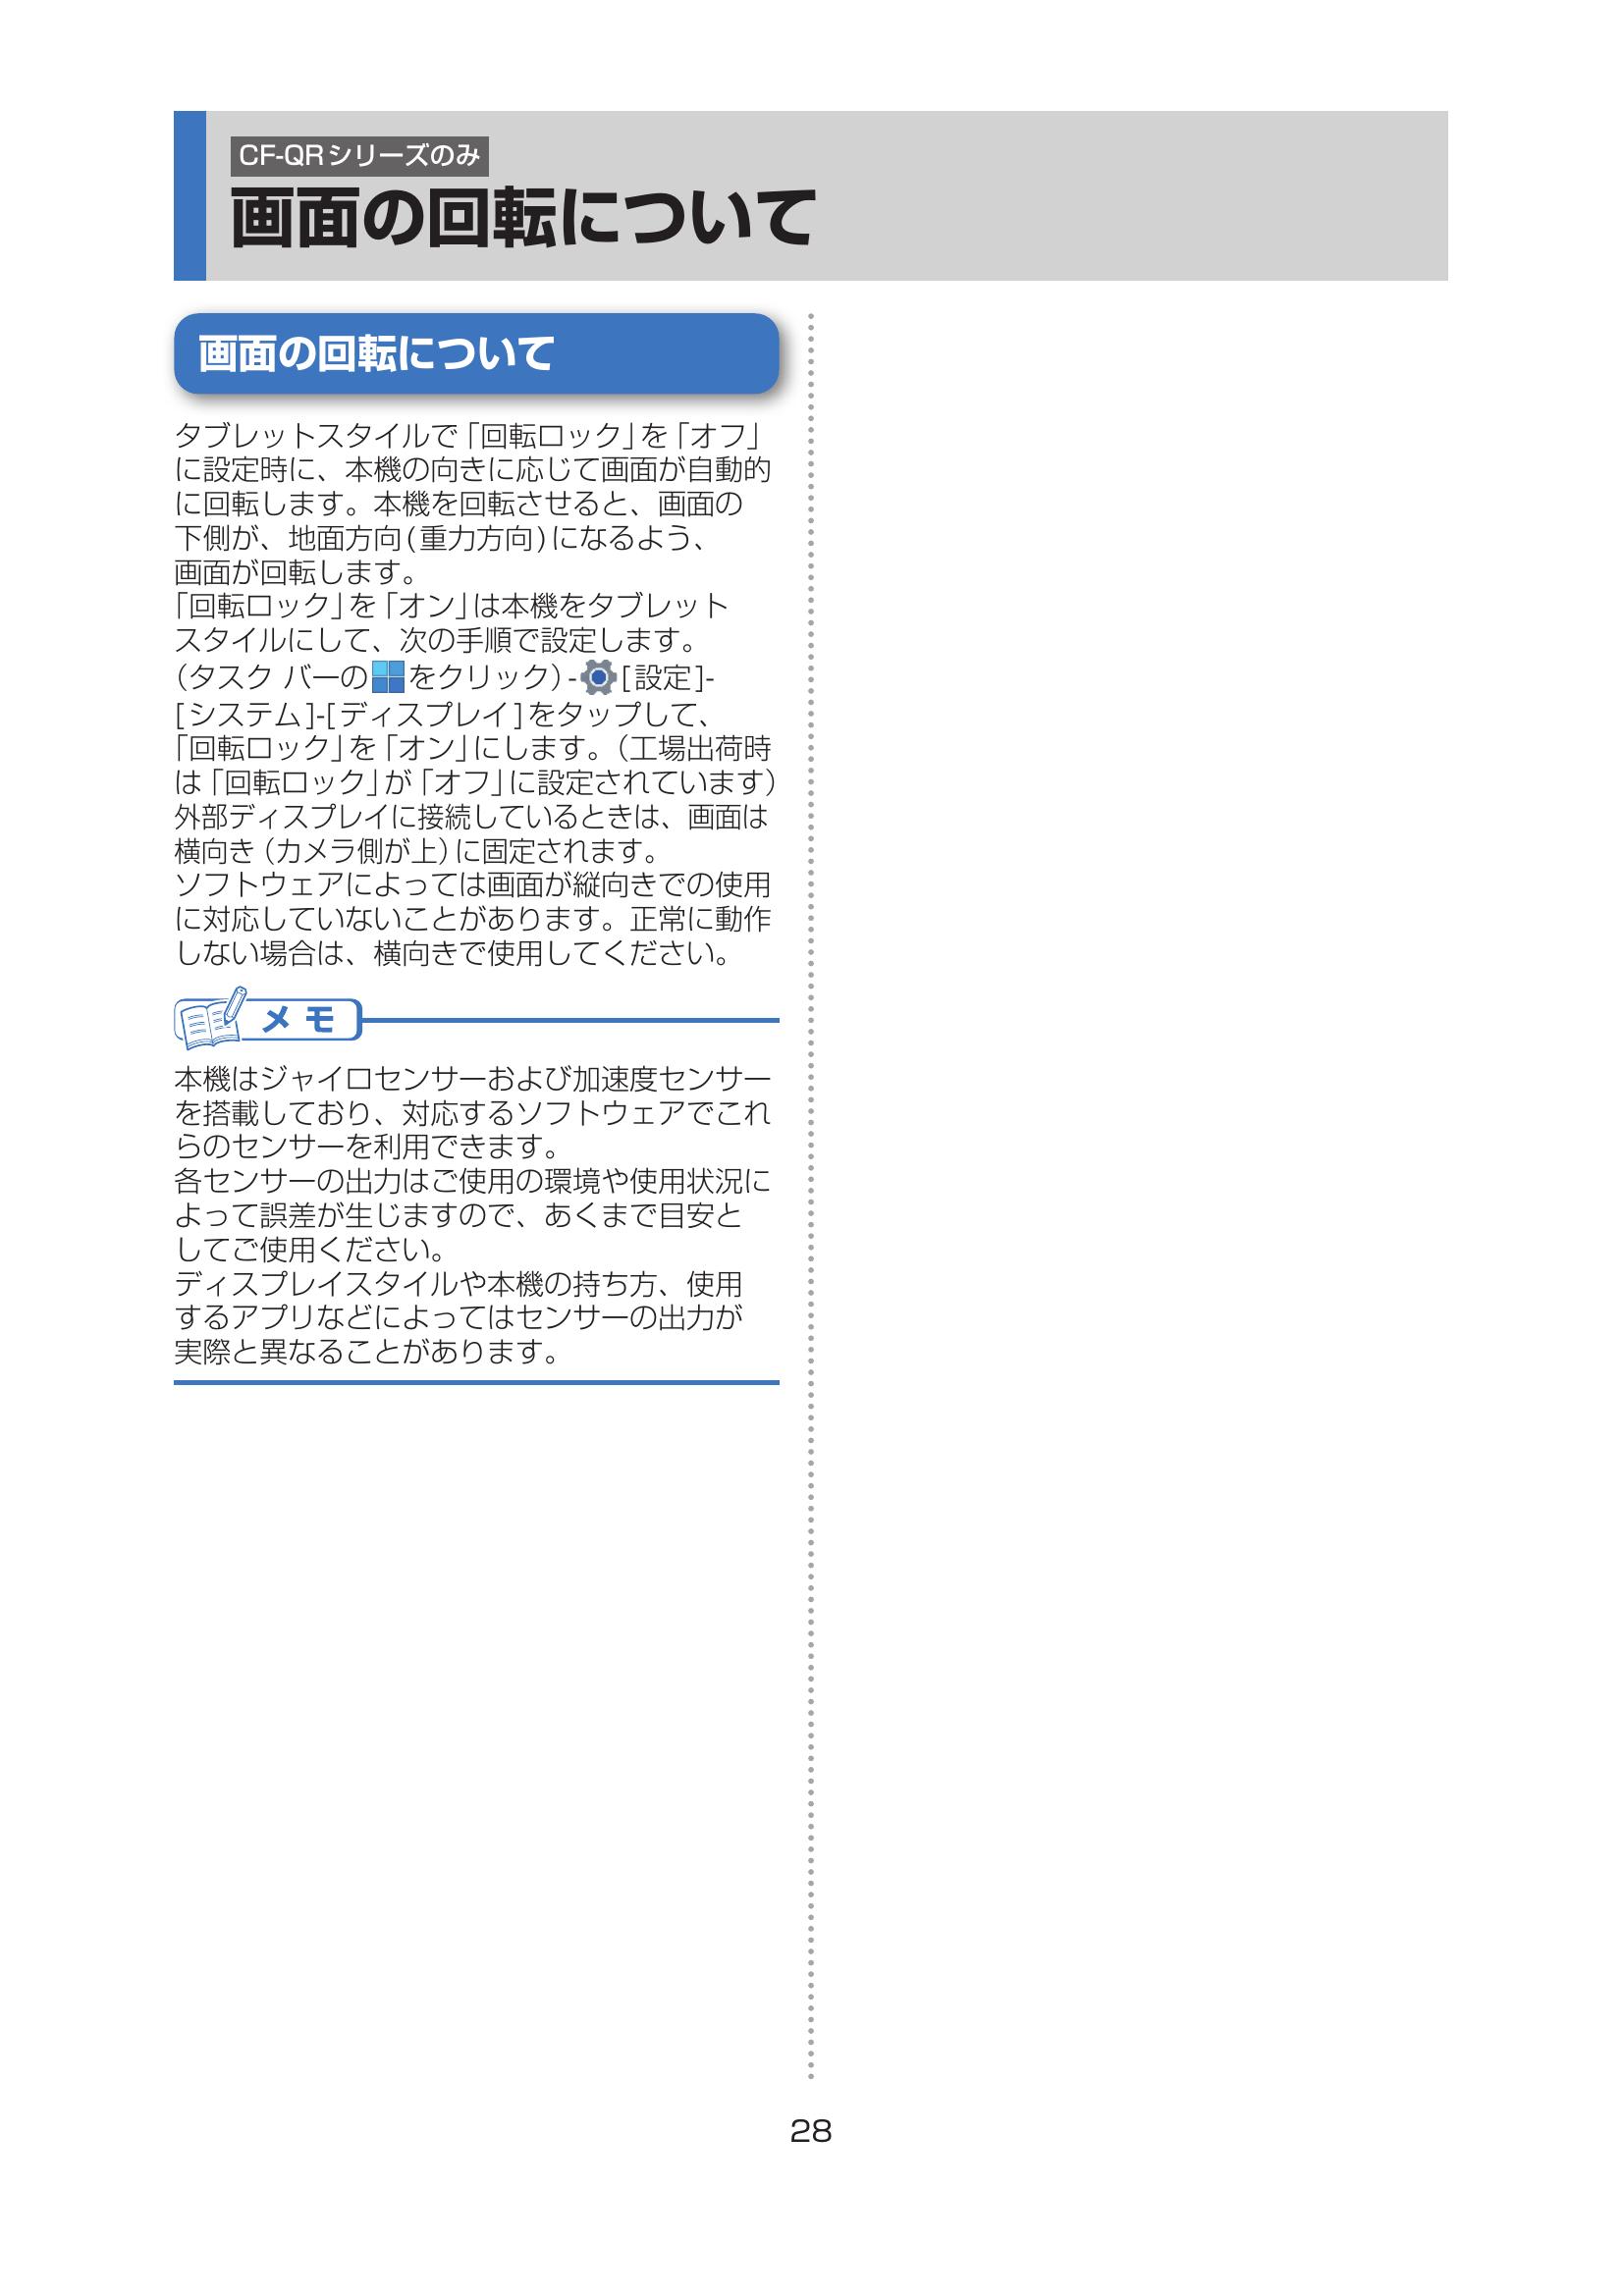 CF-QRシリーズのみ
画面の回転について
画面の回転について
タブレットスタイルで「回転ロック」を「オフ」
に設定時に、本機の向きに応じて画面が自動的
に回転します。本機を回転させると、画面の
下側が、地面方向(重力方向)になるよう、
画面が回転します。
「回転ロック」を「オン」は本機をタブレット
スタイルにして、次の手順で設定します。
(タスク バーの をクリック)- [設定]-
[システム]-[ディスプレイ]をタップして、
「回転ロック」を「オン」にします。(工場出荷時
は「回転ロック」が「オフ」に設定されています)
外部ディスプレイに接続しているときは、画面は
横向き(カメラ側が上)に固定されます。
ソフトウェアによっては画面が縦向きでの使用
に対応していないことがあります。正常に動作
しない場合は、横向きで使用してください。
メモ
本機はジャイロセンサーおよび加速度センサー
を搭載しており、対応するソフトウェアでこれ
らのセンサーを利用できます。
各センサーの出力はご使用の環境や使用状況に
よって誤差が生じますので、あくまで目安と
してご使用ください。
ディスプレイスタイルや本機の持ち方、使用
するアプリなどによってはセンサーの出力が
実際と異なることがあります。
28